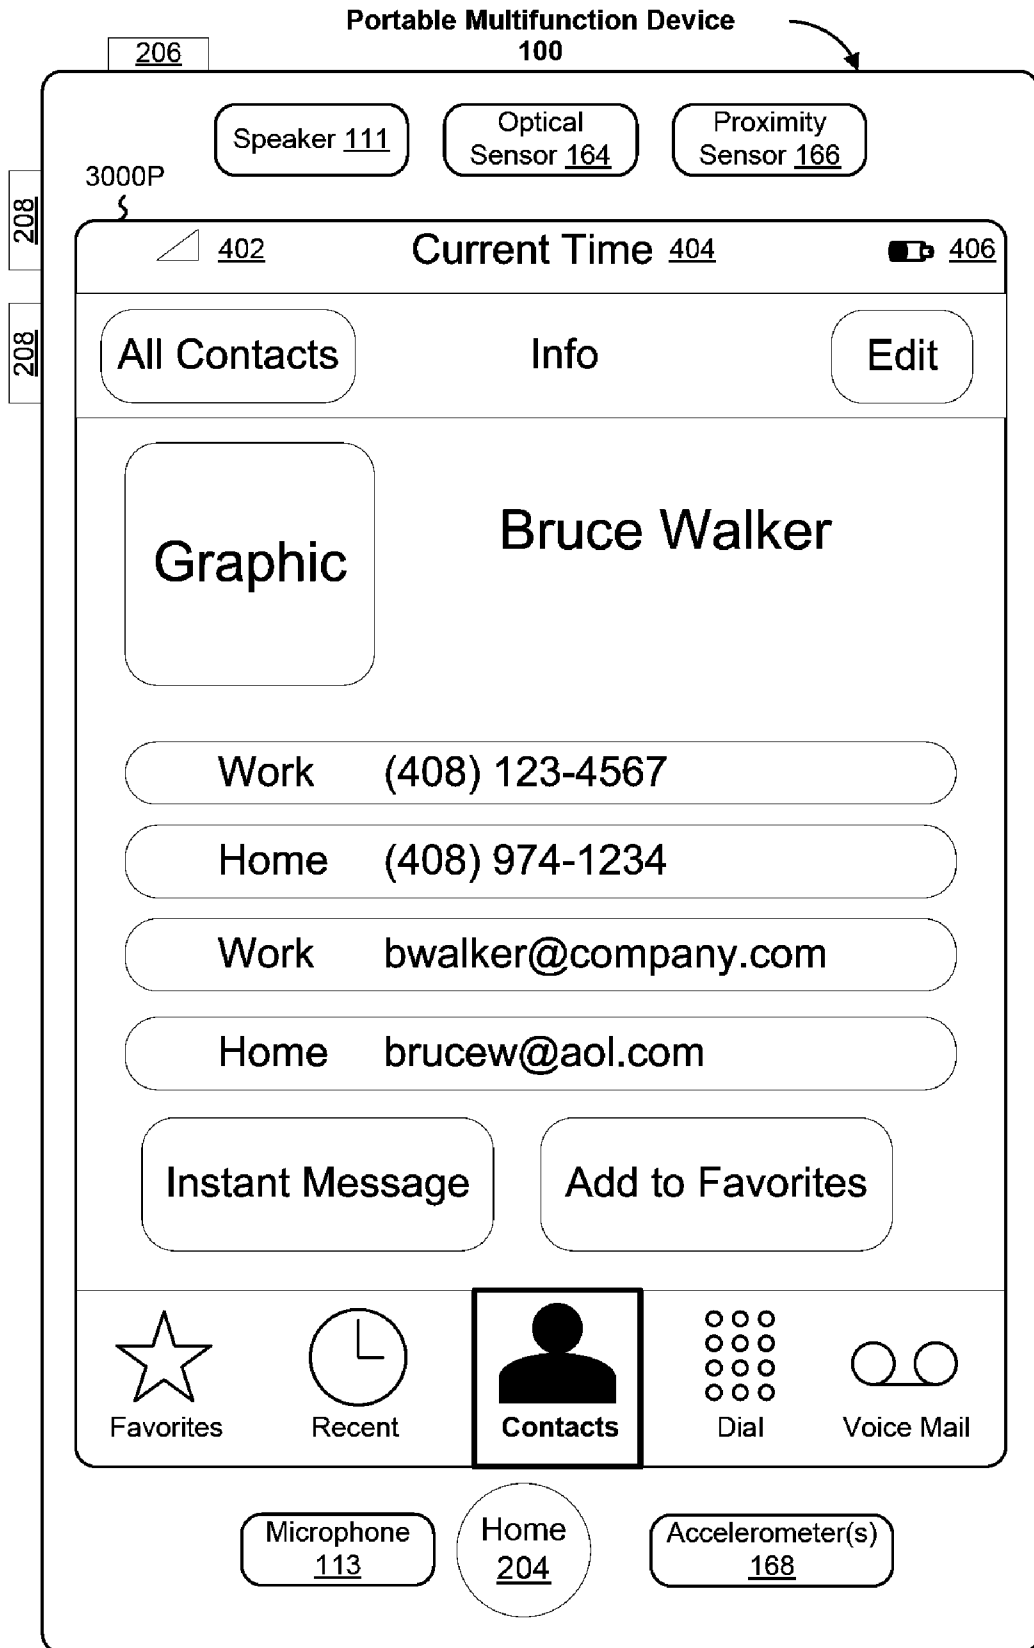 Portable Multifunction Device
100
206
Speaker 111
Optical
Sensor 164
Proximity
Sensor 166
3000P
208
208
402
Current Time 404
406
All Contacts
Info
Edit
Graphic
Bruce Walker
Work (408) 123-4567
Home (408) 974-1234
Work bwalker@company.com
Home brucew@aol.com
Instant Message
Add to Favorites
Favorites
Recent
Contacts
Dial
Voice Mail
Microphone
113
Home
204
Accelerometer(s)
168